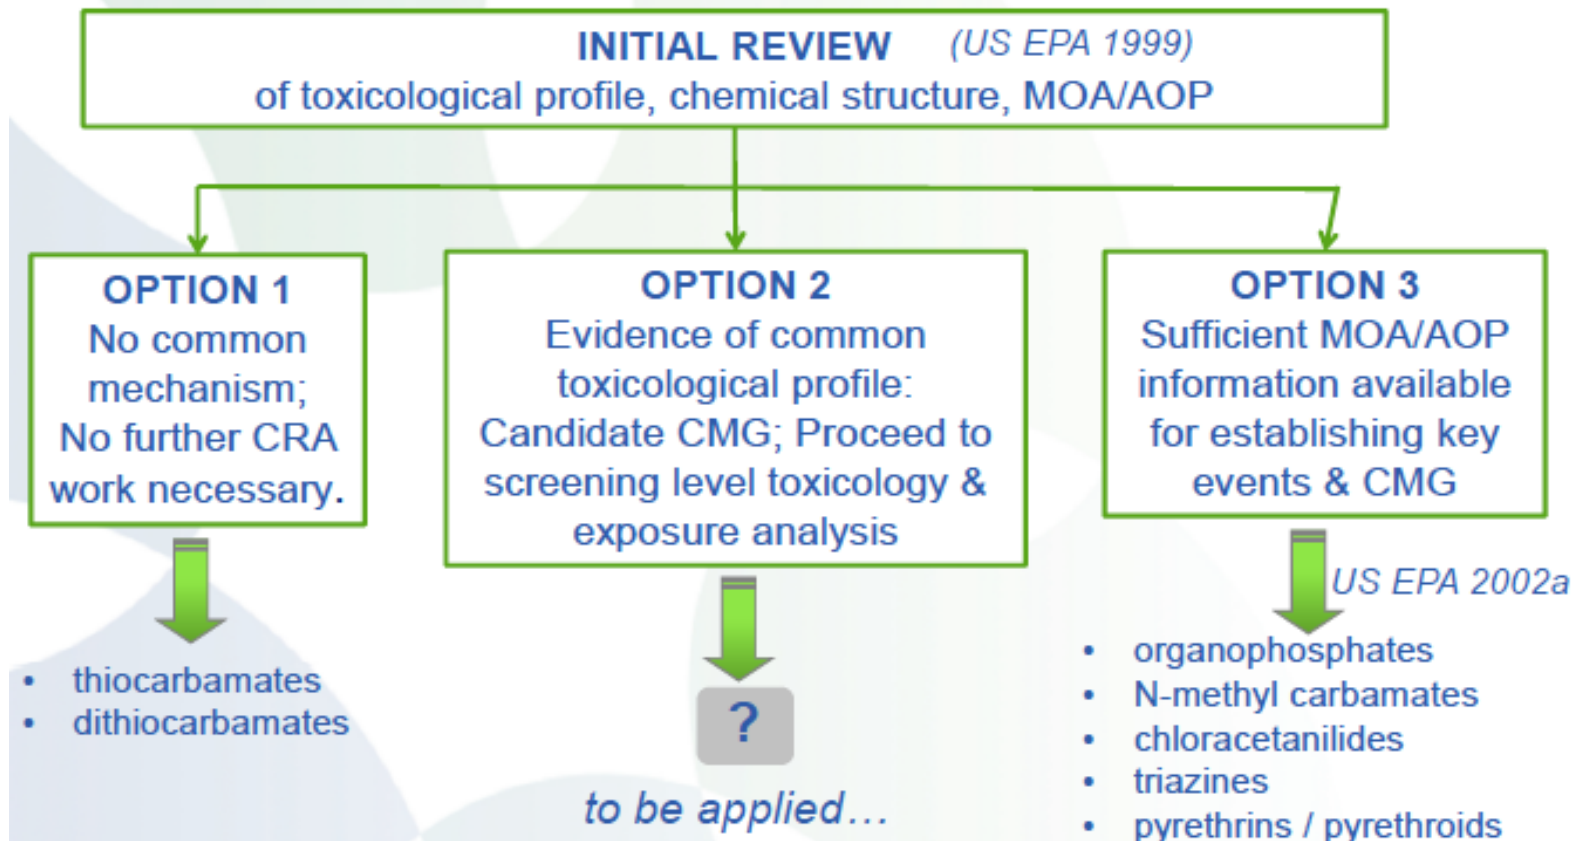 INITIAL REVIEW (US EPA 1999)
of toxicological profile, chemical structure, MOA/AOP
OPTION 1
No common
mechanism;
No further CRA
work necessary.
OPTION 2
Evidence of common
toxicological profile:
Candidate CMG; Proceed to
screening level toxicology &
exposure analysis
OPTION 3
Sufficient MOA/AOP
information available
for establishing key
events & CMG
• thiocarbamates
• dithiocarbamates
?
to be applied...
US EPA 2002a
• organophosphates
• N-methyl carbamates
• chloracetanilides
• triazines
• pyrethrins / pyrethroids